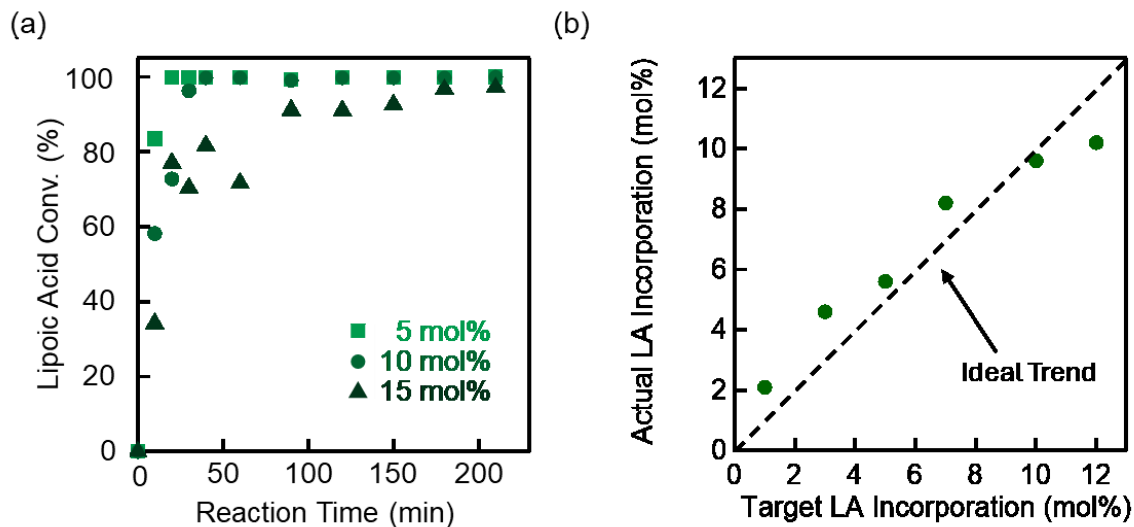 (a)
Lipoic Acid Conv. (%)
100
80
60
40
20
0
5 mol%
10 mol%
15 mol%
0 50 100 150 200
Reaction Time (min)
(b)
Actual LA Incorporation (mol%)
12
10
8
6
4
2
0
Ideal Trend
0 2 4 6 8 10 12
Target LA Incorporation (mol%)